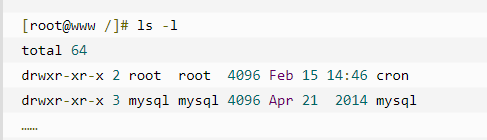 [root@www /]# ls -l
total 64
drwxr-xr-x 2 root  root  4096 Feb 15 14:46 cron
drwxr-xr-x 3 mysql mysql 4096 Apr 21  2014 mysql
……